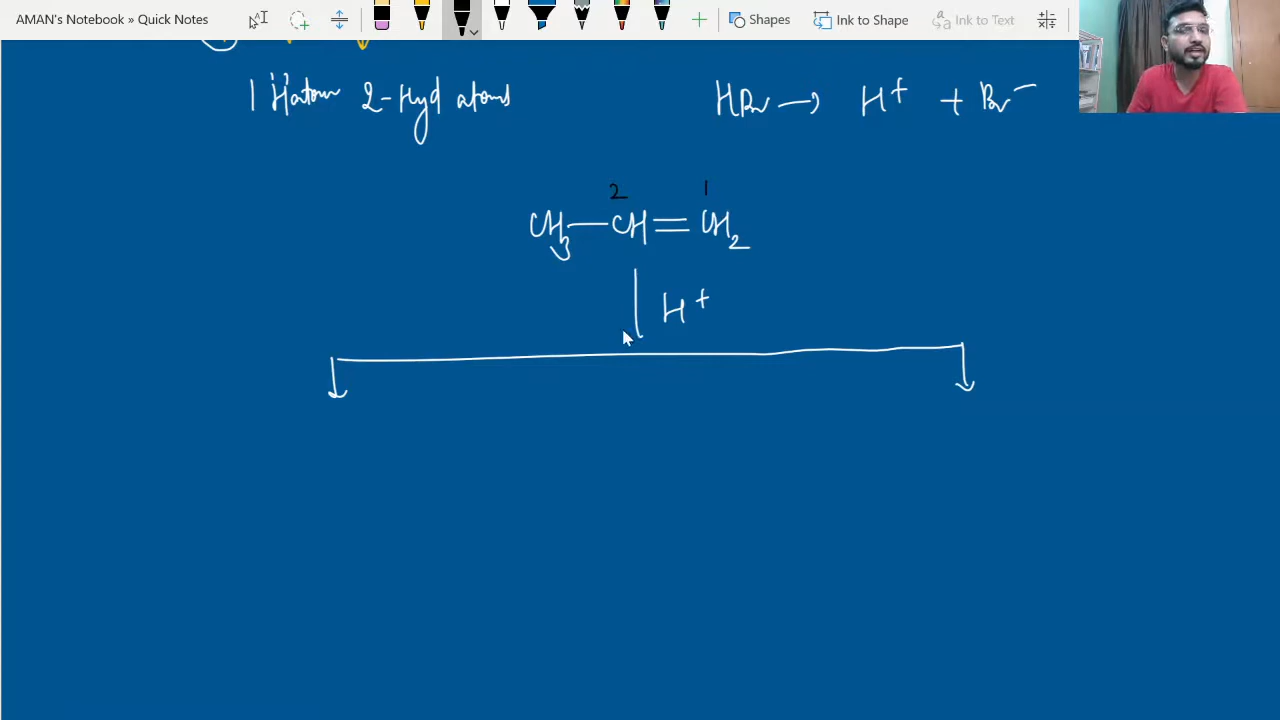 AMAN's Notebook » Quick Notes
Shapes
Ink to Shape
Ink to Text
1 H atom 2-Hyd atoms
HBr → H⁺ + Br⁻
2 1
CH₃—CH=CH₂
H⁺